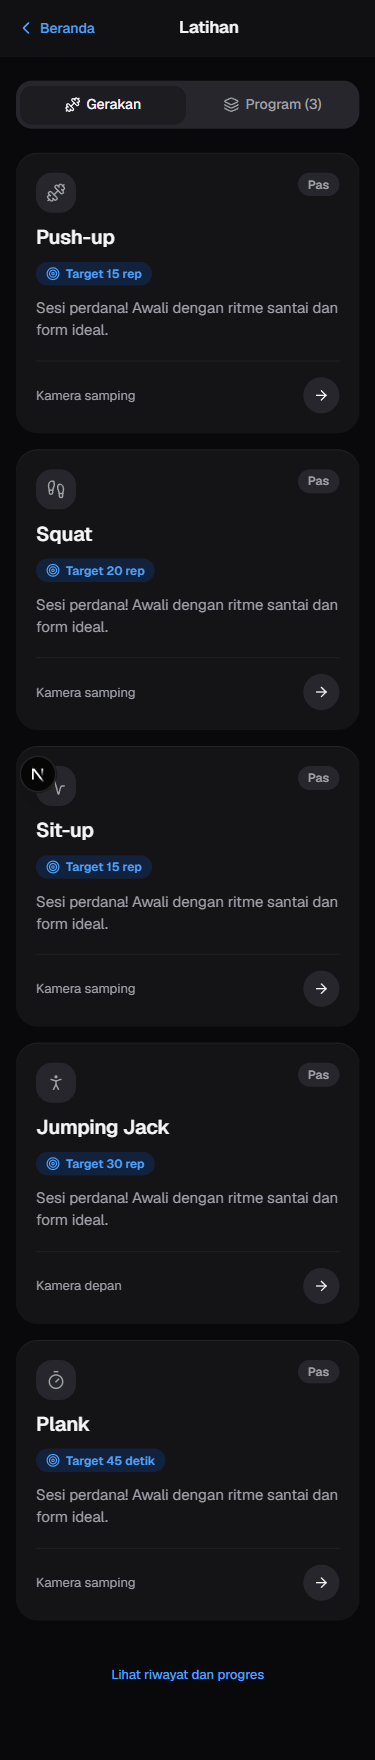 Beranda
Latihan
Gerakan
Program (3)
Pas
Push-up
Target 15 rep
Sesi perdana! Awali dengan ritme santai dan
form ideal.
Kamera samping
Pas
Squat
Target 20 rep
Sesi perdana! Awali dengan ritme santai dan
form ideal.
Kamera samping
N
Pas
Sit-up
Target 15 rep
Sesi perdana! Awali dengan ritme santai dan
form ideal.
Kamera samping
Pas
Jumping Jack
Target 30 rep
Sesi perdana! Awali dengan ritme santai dan
form ideal.
Kamera depan
Pas
Plank
Target 45 detik
Sesi perdana! Awali dengan ritme santai dan
form ideal.
Kamera samping
Lihat riwayat dan progres